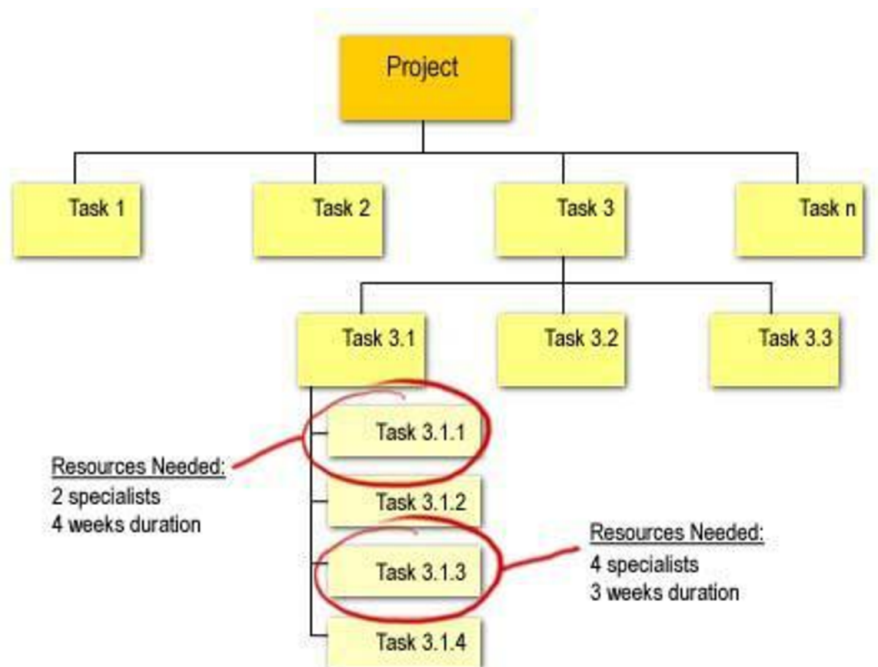 Project
Task 1
Task 2
Task 3
Task n
Task 3.1
Task 3.2
Task 3.3
Task 3.1.1
Resources Needed:
2 specialists
4 weeks duration
Task 3.1.2
Task 3.1.3
Resources Needed:
4 specialists
3 weeks duration
Task 3.1.4